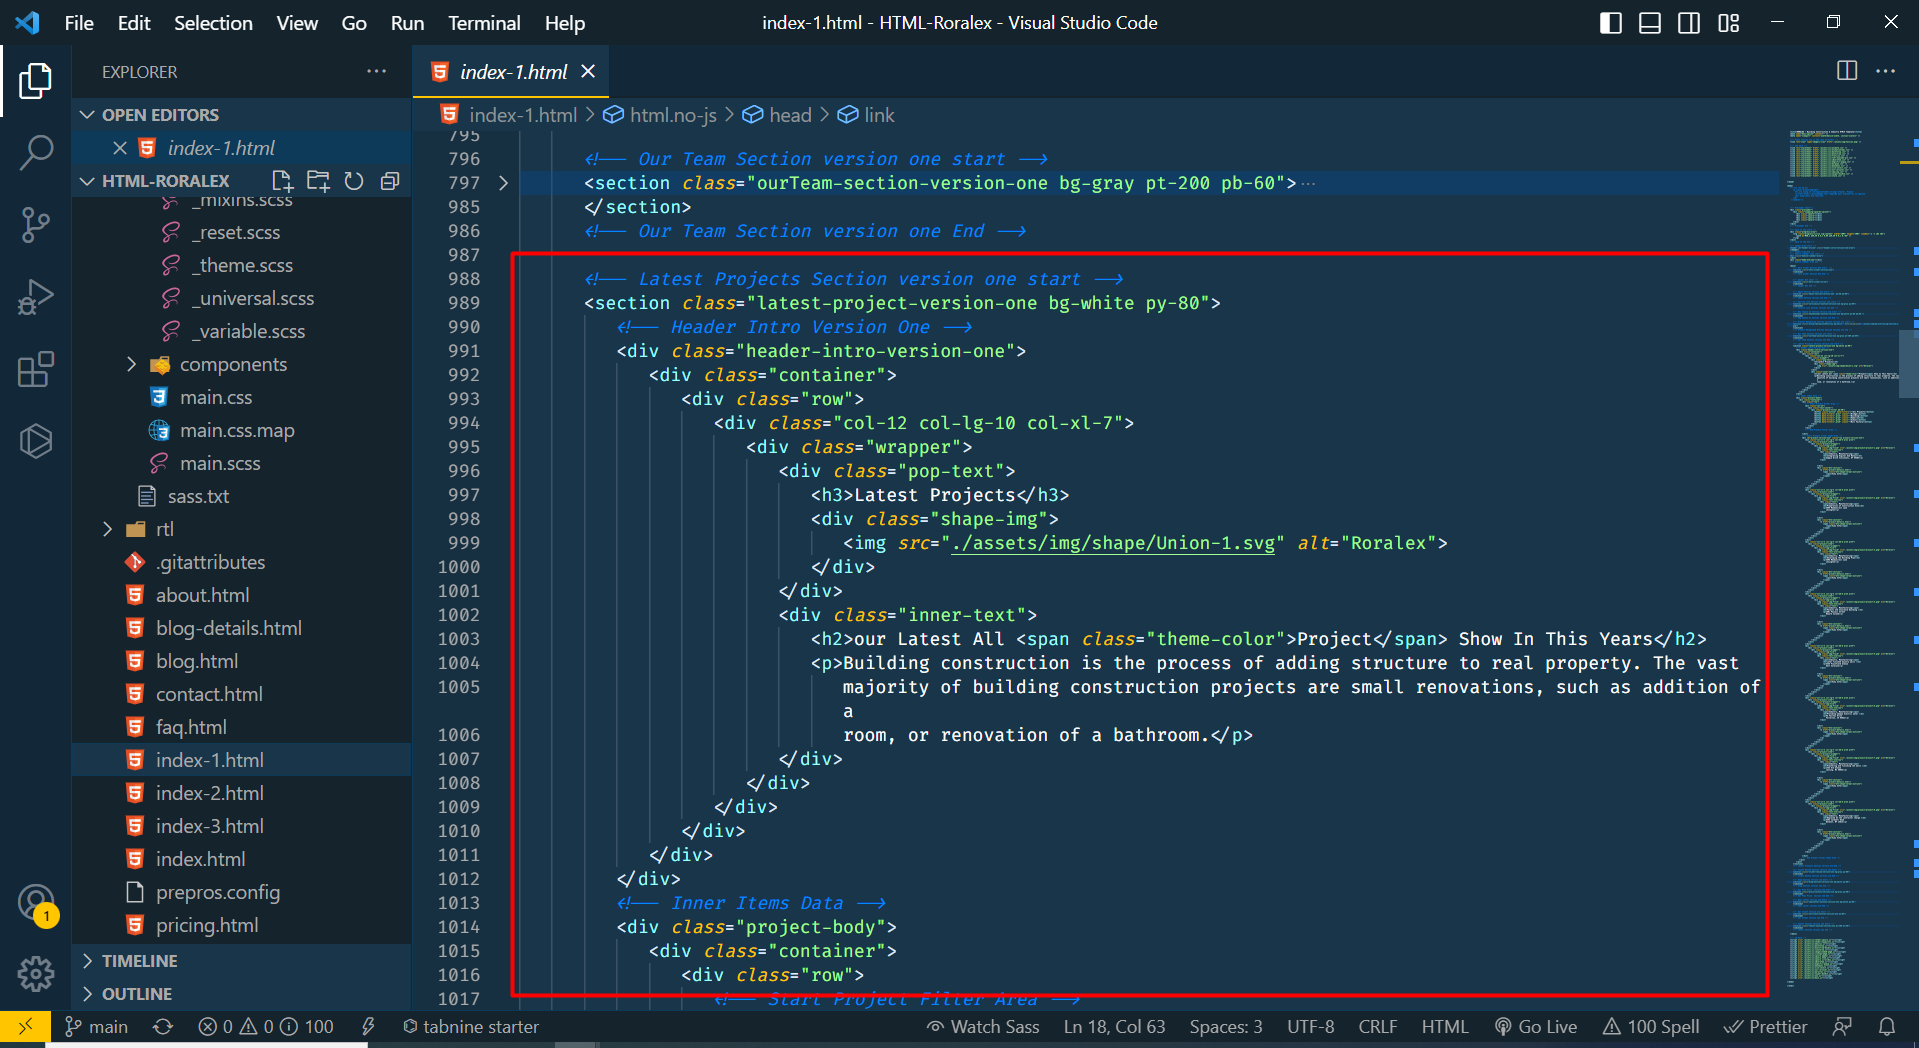 File Edit Selection View Go Run Terminal Help
index-1.html - HTML-Roralex - Visual Studio Code
EXPLORER
OPEN EDITORS
index-1.html
HTML-RORALEX
_mixins.scss
_reset.scss
_theme.scss
_universal.scss
_variable.scss
components
main.css
main.css.map
main.scss
sass.txt
rtl
.gitattributes
about.html
blog-details.html
blog.html
contact.html
faq.html
index-1.html
index-2.html
index-3.html
index.html
prepros.config
pricing.html
TIMELINE
OUTLINE
1
index-1.html
index-1.html > html.no-js > head > link
795
796 <!-- Our Team Section version one start -->
797 <section class="ourTeam-section-version-one bg-gray pt-200 pb-60">...
985 </section>
986 <!-- Our Team Section version one End -->
987
988 <!-- Latest Projects Section version one start -->
989 <section class="latest-project-version-one bg-white py-80">
990 <!-- Header Intro Version One -->
991 <div class="header-intro-version-one">
992 <div class="container">
993 <div class="row">
994 <div class="col-12 col-lg-10 col-xl-7">
995 <div class="wrapper">
996 <div class="pop-text">
997 <h3>Latest Projects</h3>
998 <div class="shape-img">
999 <img src="./assets/img/shape/Union-1.svg" alt="Roralex">
1000 </div>
1001 </div>
1002 <div class="inner-text">
1003 <h2>our Latest All <span class="theme-color">Project</span> Show In This Years</h2>
1004 <p>Building construction is the process of adding structure to real property. The vast
1005 majority of building construction projects are small renovations, such as addition of
a
1006 room, or renovation of a bathroom.</p>
1007 </div>
1008 </div>
1009 </div>
1010 </div>
1011 </div>
1012 </div>
1013 <!-- Inner Items Data -->
1014 <div class="project-body">
1015 <div class="container">
1016 <div class="row">
1017 <!-- Start Project Filter Area -->
main 0 0 100 tabnine starter Watch Sass Ln 18, Col 63 Spaces: 3 UTF-8 CRLF HTML Go Live 100 Spell Prettier